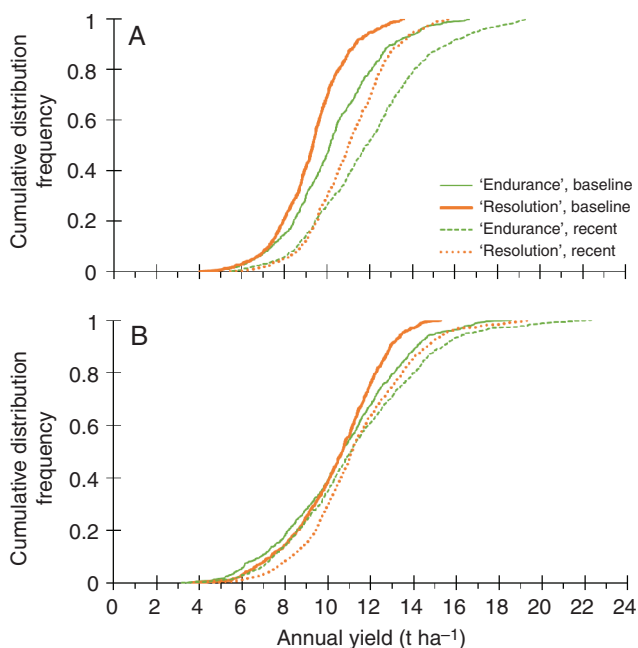 A
1
0.8
0.6
0.4
0.2
0
Cumulative distribution
frequency
‘Endurance’, baseline
‘Resolution’, baseline
‘Endurance’, recent
‘Resolution’, recent
B
1
0.8
0.6
0.4
0.2
0
Cumulative distribution
frequency
0 2 4 6 8 10 12 14 16 18 20 22 24
Annual yield (t ha⁻¹)